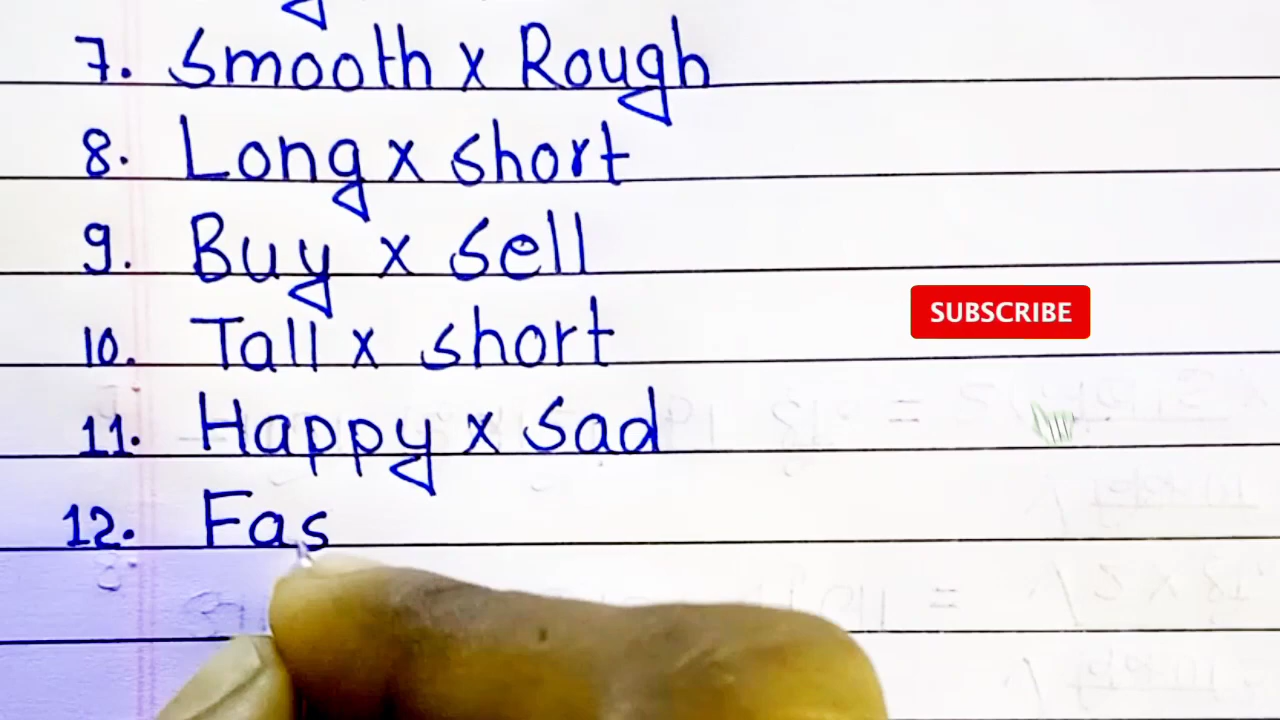 7. Smooth x Rough
8. Long x short
9. Buy x sell
SUBSCRIBE
10. Tall x short
11. Happy x Sad
12. Fas